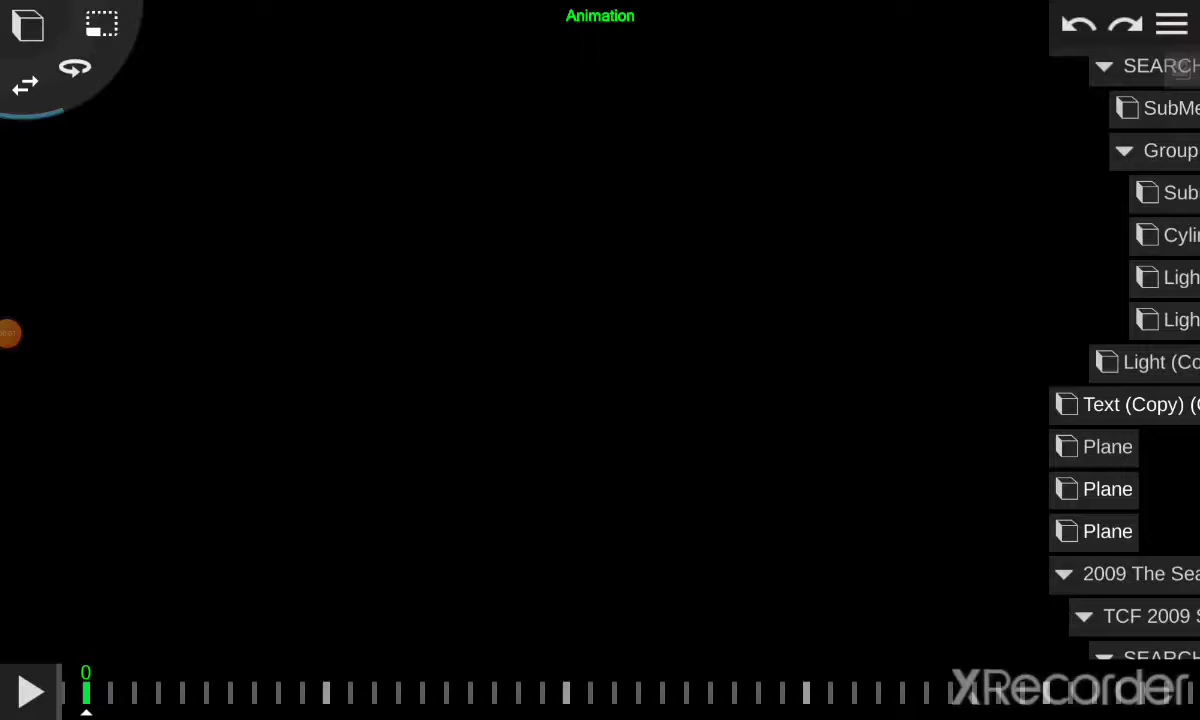 Animation
SEARCH
SubMe
Group
Sub
Cylin
Ligh
Ligh
Light (Co
Text (Copy) (C
Plane
Plane
Plane
2009 The Sea
TCF 2009 S
SEARCH
0
XRecorder